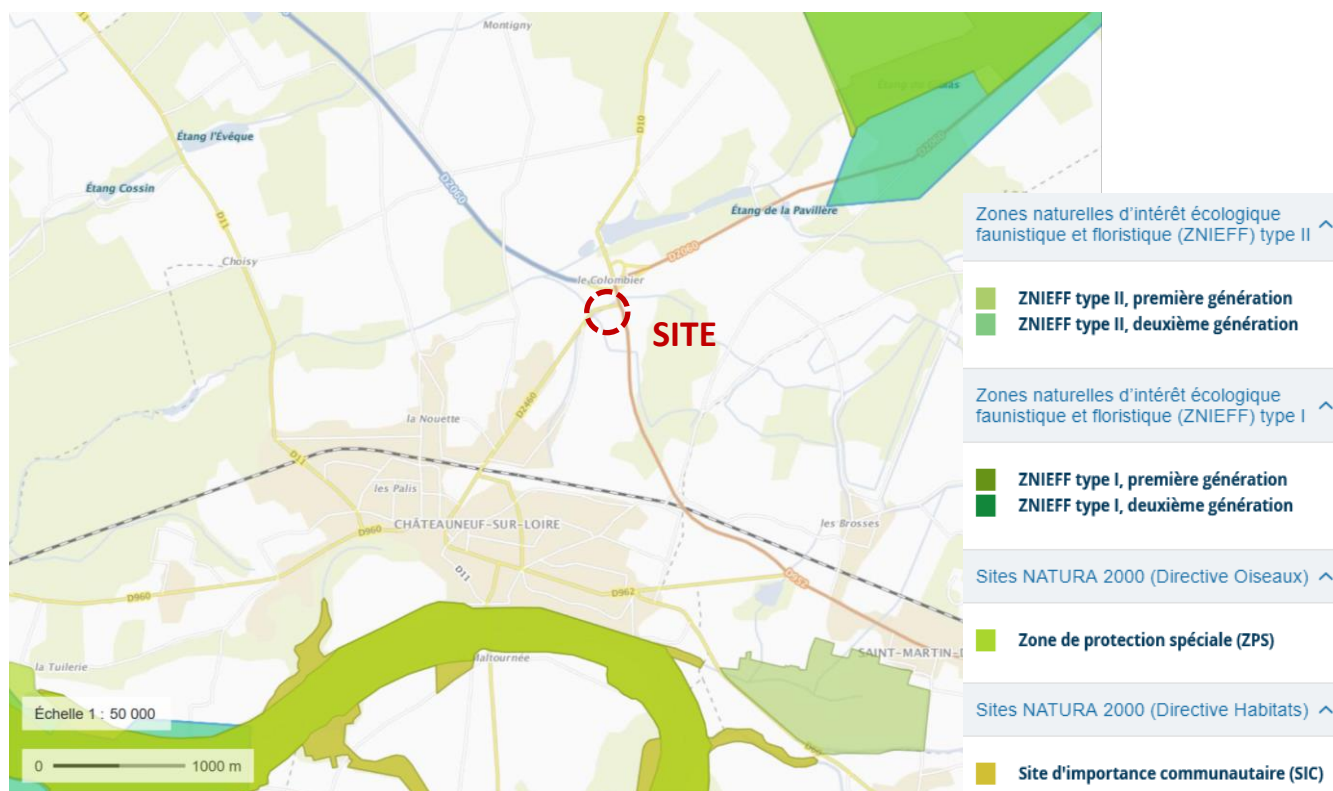 Montigny
Étang l'Évêque
Étang Cossin
D2060
D10
D2060
Étang de la Pavillère
D11
Choisy
D2060
le Colombier
SITE
D2460
la Nouette
D11
les Palis
CHÂTEAUNEUF-SUR-LOIRE
les Brosses
D960
D11
D952
D960
D962
la Tuilerie
Maltournée
SAINT-MARTIN-D
Échelle 1 : 50 000
0 1000 m
Zones naturelles d'intérêt écologique
faunistique et floristique (ZNIEFF) type II
ZNIEFF type II, première génération
ZNIEFF type II, deuxième génération
Zones naturelles d'intérêt écologique
faunistique et floristique (ZNIEFF) type I
ZNIEFF type I, première génération
ZNIEFF type I, deuxième génération
Sites NATURA 2000 (Directive Oiseaux)
Zone de protection spéciale (ZPS)
Sites NATURA 2000 (Directive Habitats)
Site d'importance communautaire (SIC)